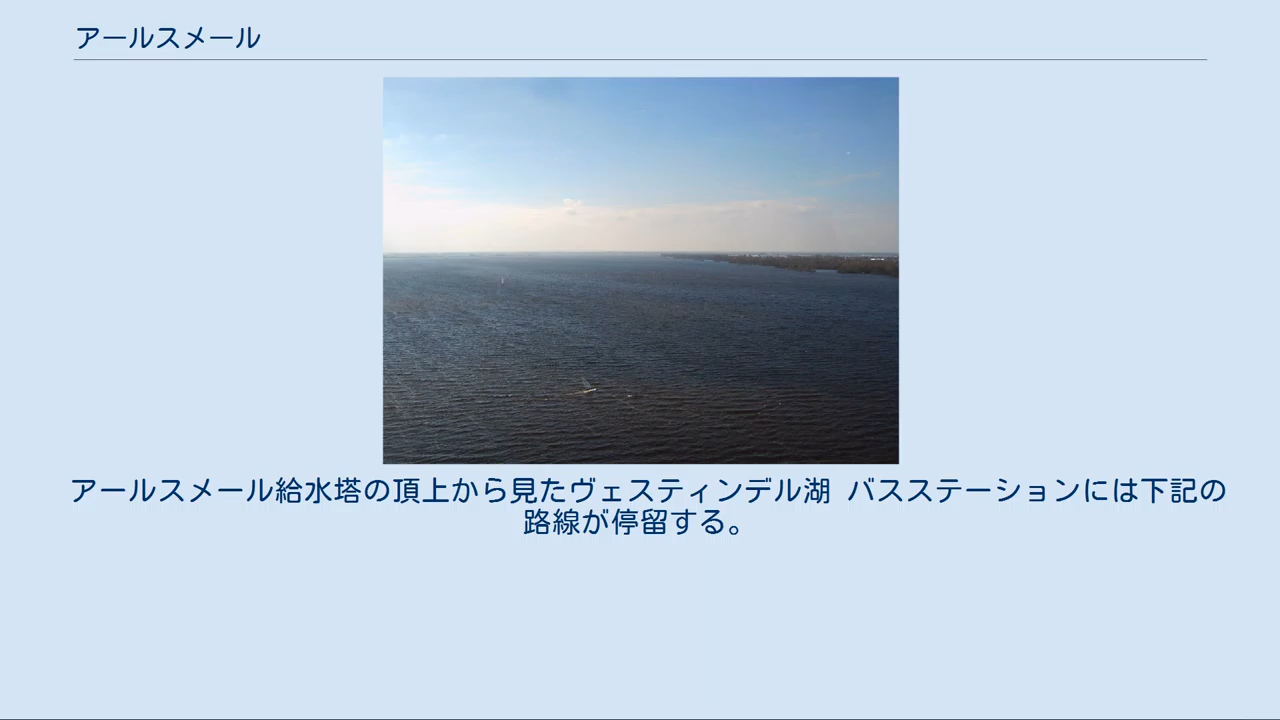 アールスメール
アールスメール給水塔の頂上から見たヴェスティンデル湖 バスステーションには下記の
路線が停留する。